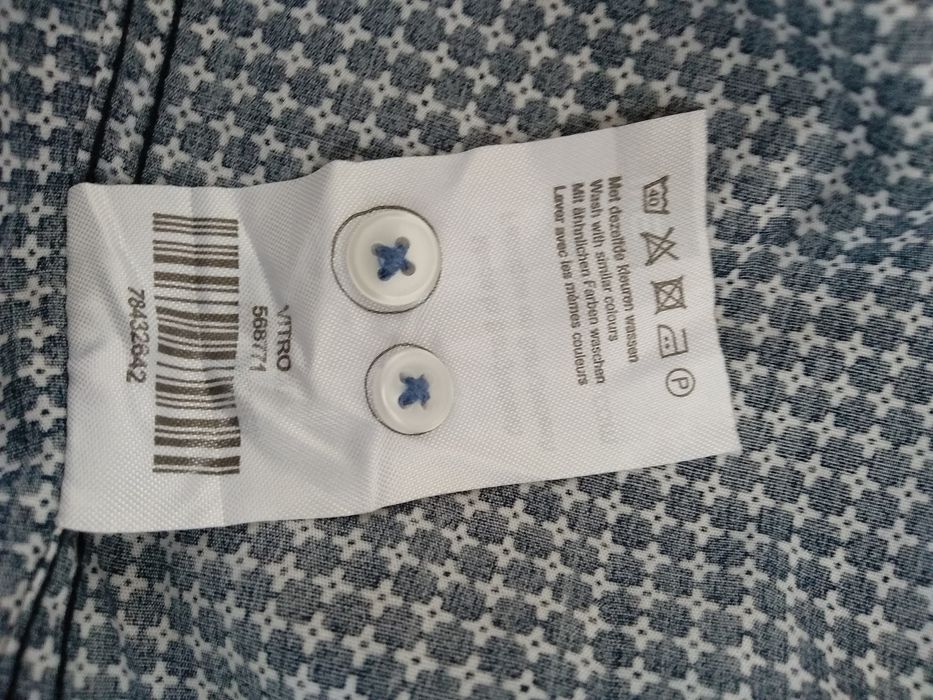 40
P
Met dezelfde kleuren wassen
Wash with similar colours
Mit ähnlichen Farben waschen
Laver avec les mêmes couleurs
VITRO
568771
78432642